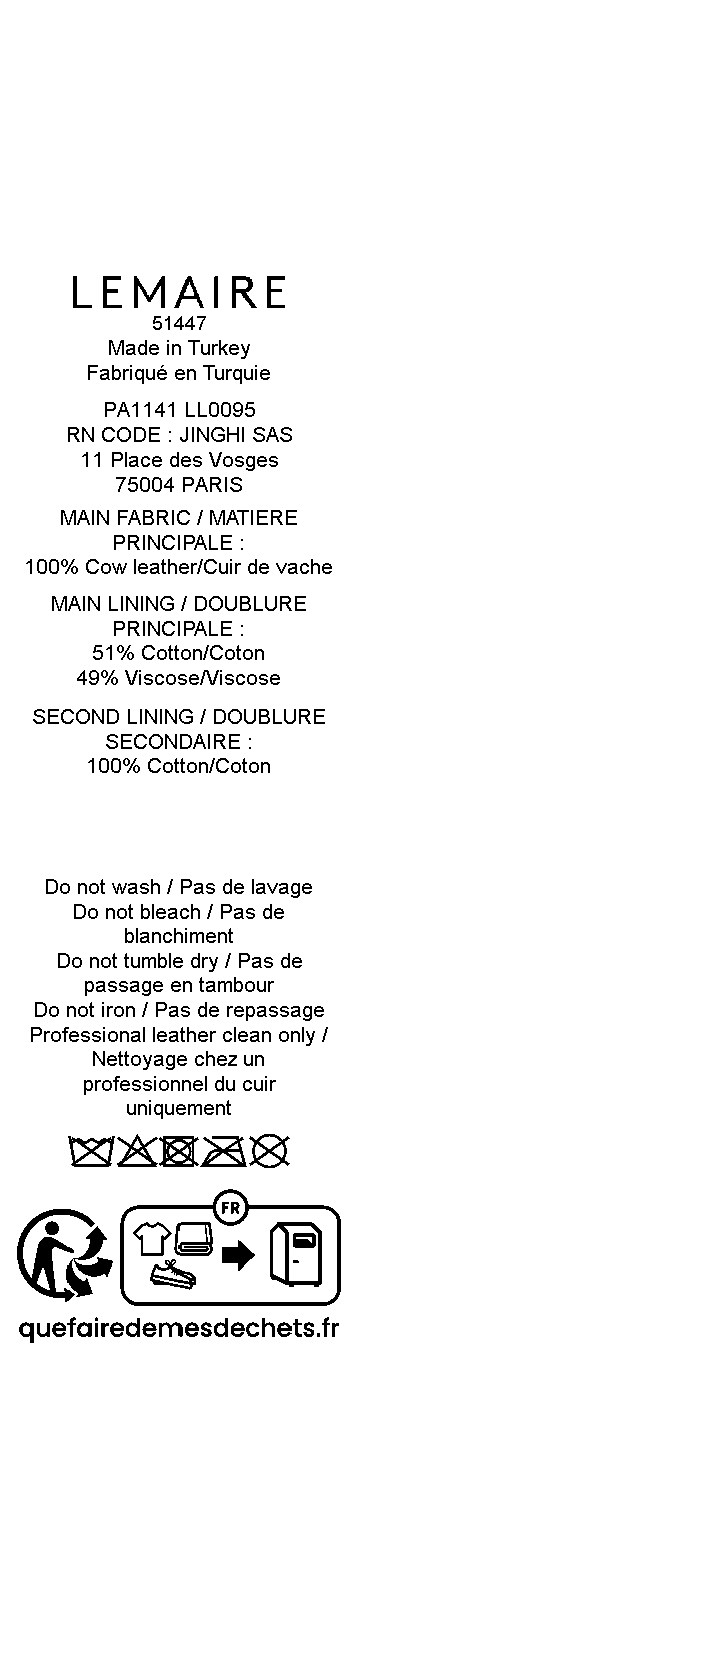 LEMAIRE
51447
Made in Turkey
Fabriqué en Turquie
PA1141 LL0095
RN CODE : JINGHI SAS
11 Place des Vosges
75004 PARIS
MAIN FABRIC / MATIERE
PRINCIPALE :
100% Cow leather/Cuir de vache
MAIN LINING / DOUBLURE
PRINCIPALE :
51% Cotton/Coton
49% Viscose/Viscose
SECOND LINING / DOUBLURE
SECONDAIRE :
100% Cotton/Coton
Do not wash / Pas de lavage
Do not bleach / Pas de
blanchiment
Do not tumble dry / Pas de
passage en tambour
Do not iron / Pas de repassage
Professional leather clean only /
Nettoyage chez un
professionnel du cuir
uniquement
FR
quefairedemesdechets.fr